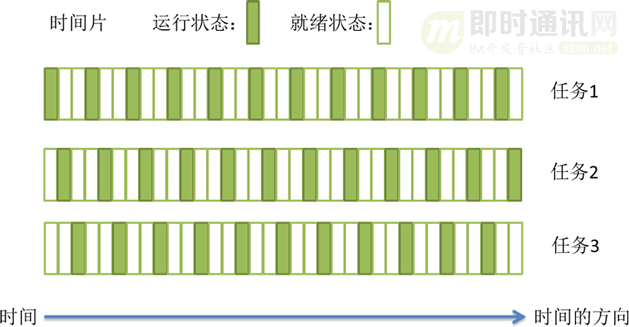 时间片 运行状态： 就绪状态：
即时通讯网
IM开发者社区 52im.net
任务1
任务2
任务3
时间 时间的方向